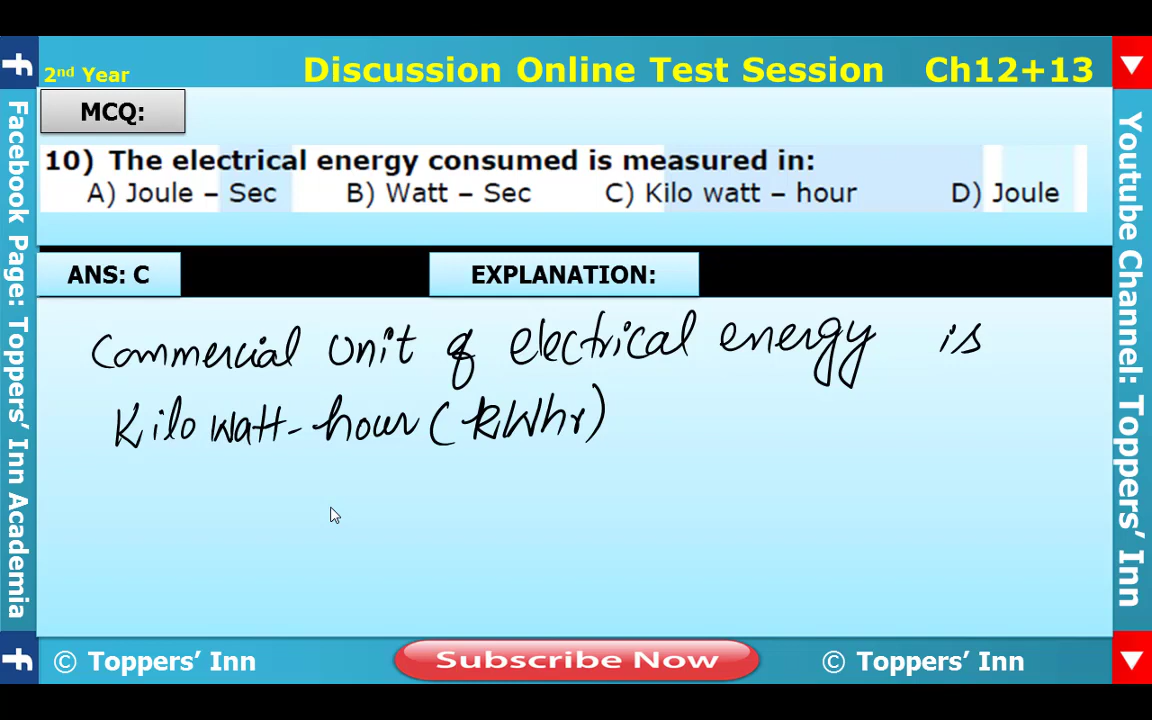 2nd Year
Discussion Online Test Session Ch12+13
MCQ:
10) The electrical energy consumed is measured in:
A) Joule – Sec B) Watt – Sec C) Kilo watt – hour D) Joule
ANS: C
EXPLANATION:
Commercial Unit of electrical energy is
Kilo watt-hour (kWhr)
Facebook Page: Toppers’ Inn Academia
Youtube Channel: Toppers’ Inn
© Toppers’ Inn
Subscribe Now
© Toppers’ Inn